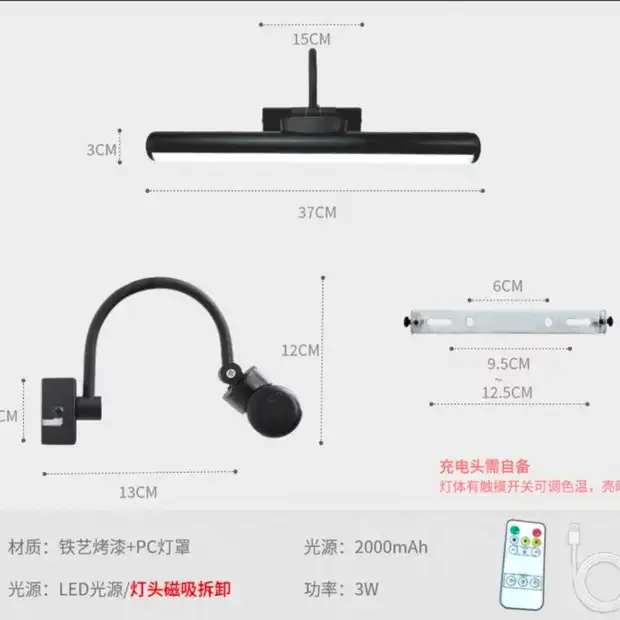 15CM
3CM
37CM
6CM
12CM
9.5CM
~
12.5CM
CM
13CM
充电头需自备
灯体有触摸开关可调色温，亮
材质：铁艺烤漆+PC灯罩
光源：2000mAh
光源：LED光源/灯头磁吸拆卸
功率：3W